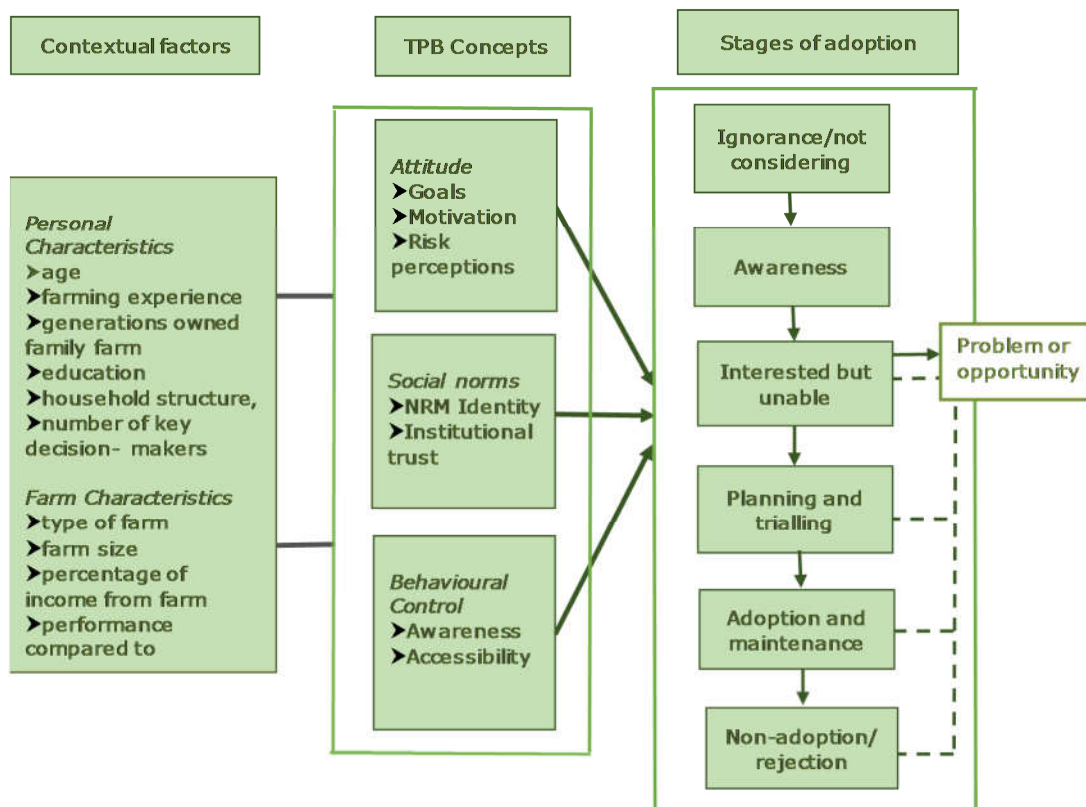 Contextual factors
TPB Concepts
Stages of adoption
Personal
Characteristics
➤age
➤farming experience
➤generations owned
family farm
➤education
➤household structure,
➤number of key
decision- makers
Farm Characteristics
➤type of farm
➤farm size
➤percentage of
income from farm
➤performance
compared to
Attitude
➤Goals
➤Motivation
➤Risk
perceptions
Social norms
➤NRM Identity
➤Institutional
trust
Behavioural
Control
➤Awareness
➤Accessibility
Ignorance/not
considering
Awareness
Interested but
unable
Problem or
opportunity
Planning and
trialling
Adoption and
maintenance
Non-adoption/
rejection